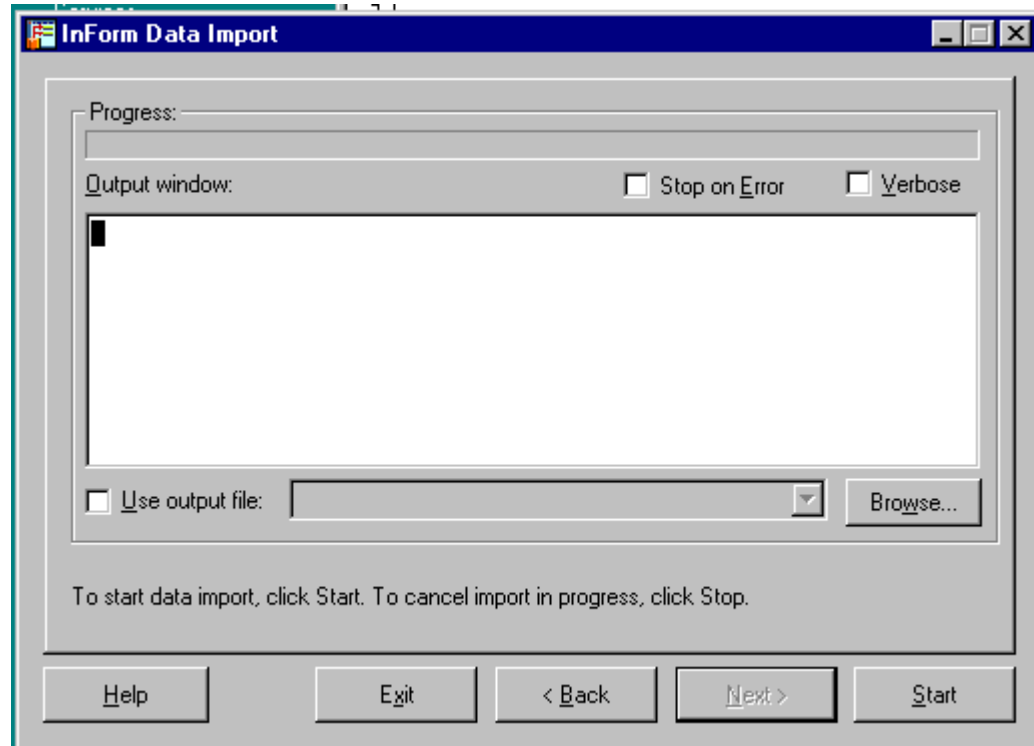 InForm Data Import
Progress:
Output window:
Stop on Error
Verbose
Use output file:
Browse...
To start data import, click Start. To cancel import in progress, click Stop.
Help
Exit
< Back
Next >
Start